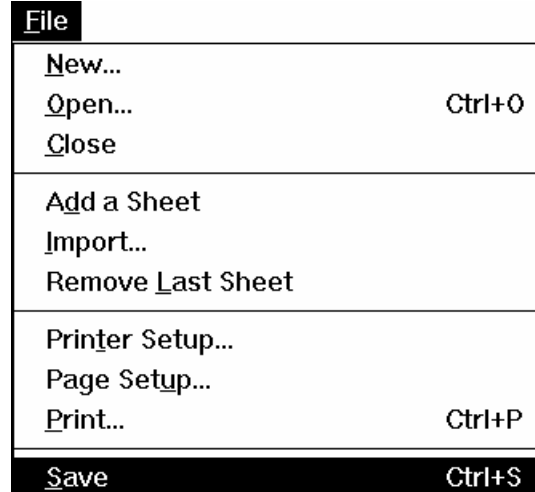 File
New...
Open... Ctrl+O
Close
Add a Sheet
Import...
Remove Last Sheet
Printer Setup...
Page Setup...
Print... Ctrl+P
Save Ctrl+S